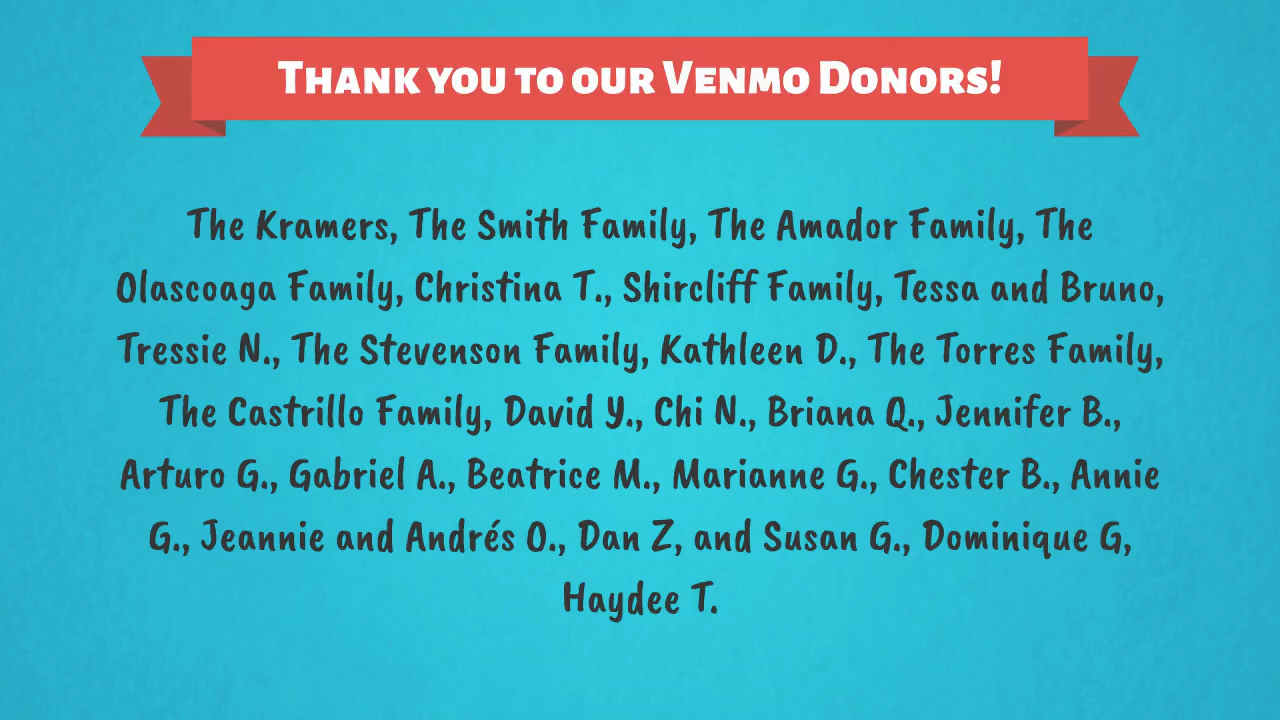 Thank you to our Venmo Donors!
The Kramers, The Smith Family, The Amador Family, The
Olascoaga Family, Christina T., Shircliff Family, Tessa and Bruno,
Tressie N., The Stevenson Family, Kathleen D., The Torres Family,
The Castrillo Family, David Y., Chi N., Briana Q., Jennifer B.,
Arturo G., Gabriel A., Beatrice M., Marianne G., Chester B., Annie
G., Jeannie and Andrés O., Dan Z, and Susan G., Dominique G,
Haydee T.